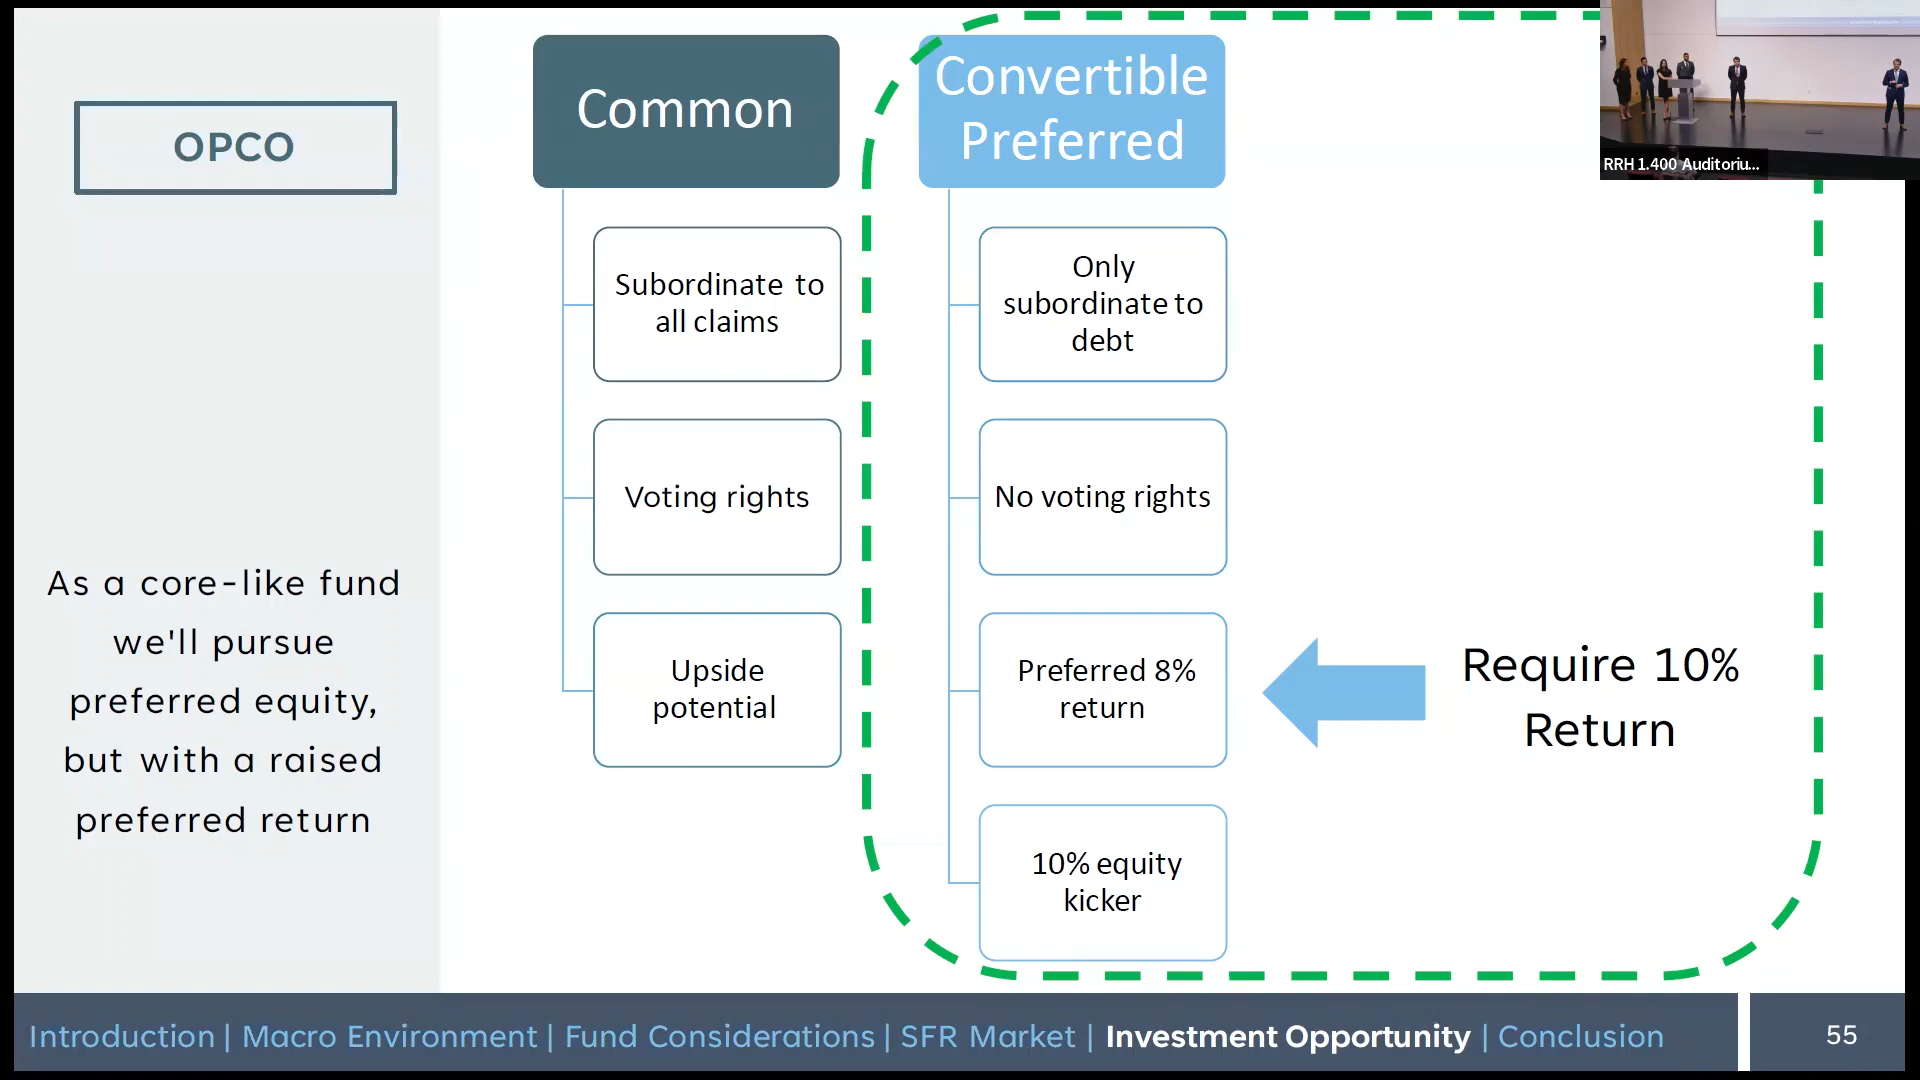 OPCO
As a core-like fund
we'll pursue
preferred equity,
but with a raised
preferred return
Common
Subordinate to
all claims
Voting rights
Upside
potential
Convertible
Preferred
Only
subordinate to
debt
No voting rights
Preferred 8%
return
10% equity
kicker
Require 10%
Return
RRH 1.400 Auditoriu...
Introduction | Macro Environment | Fund Considerations | SFR Market | Investment Opportunity | Conclusion
55